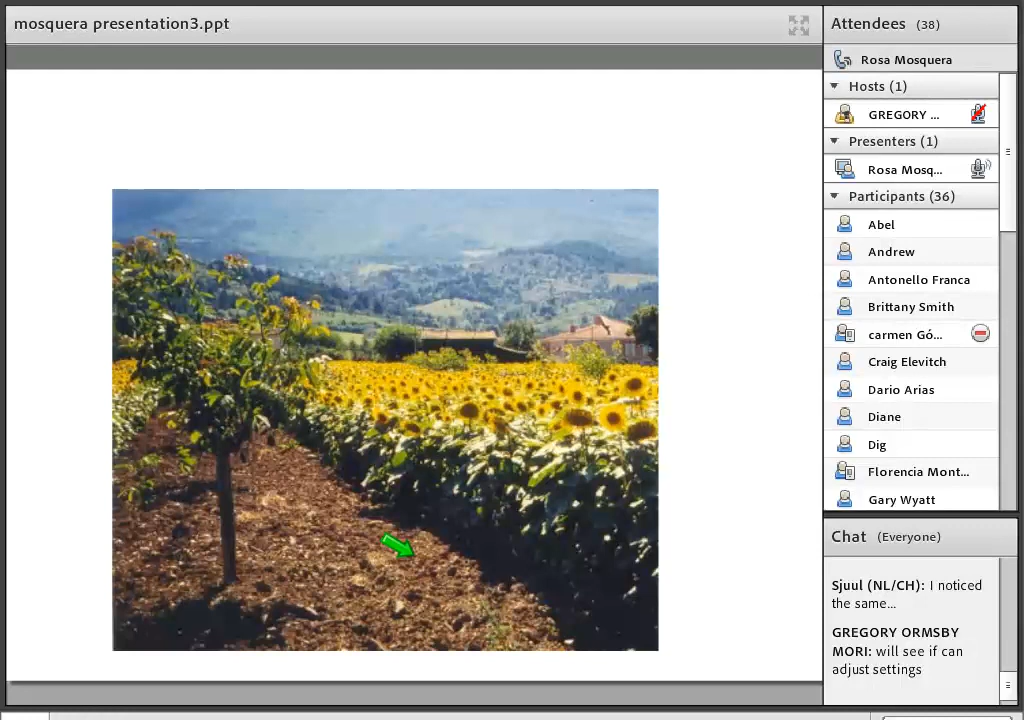 mosquera presentation3.ppt
Attendees (38)
Rosa Mosquera
Hosts (1)
GREGORY ...
Presenters (1)
Rosa Mosq...
Participants (36)
Abel
Andrew
Antonello Franca
Brittany Smith
carmen Gó...
Craig Elevitch
Dario Arias
Diane
Dig
Florencia Mont...
Gary Wyatt
Chat (Everyone)
Sjuul (NL/CH): I noticed
the same...
GREGORY ORMSBY
MORI: will see if can
adjust settings